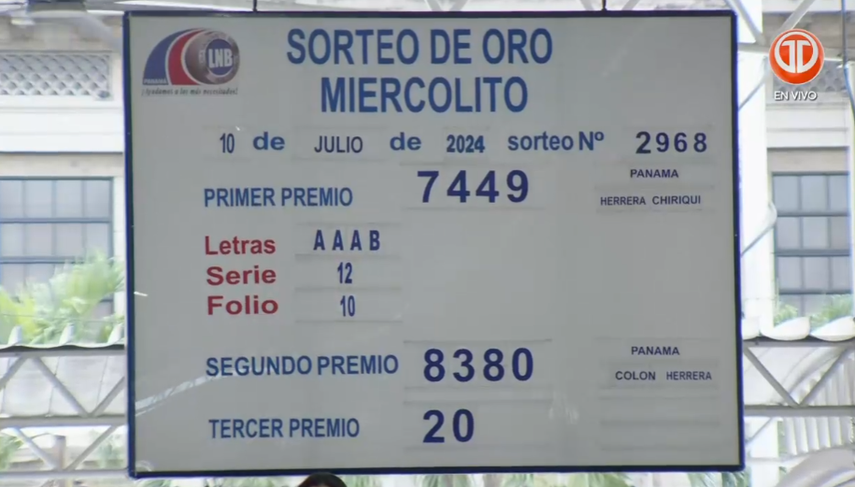 SORTEO DE ORO
MIERCOLITO
LNB
PANAMA
¡Ayudamos a los más necesitados!
EN VIVO
10 de JULIO de 2024 sorteo Nº 2968
PRIMER PREMIO 7449 PANAMA
HERRERA CHIRIQUI
Letras A A A B
Serie 12
Folio 10
SEGUNDO PREMIO 8380 PANAMA
COLON HERRERA
TERCER PREMIO 20